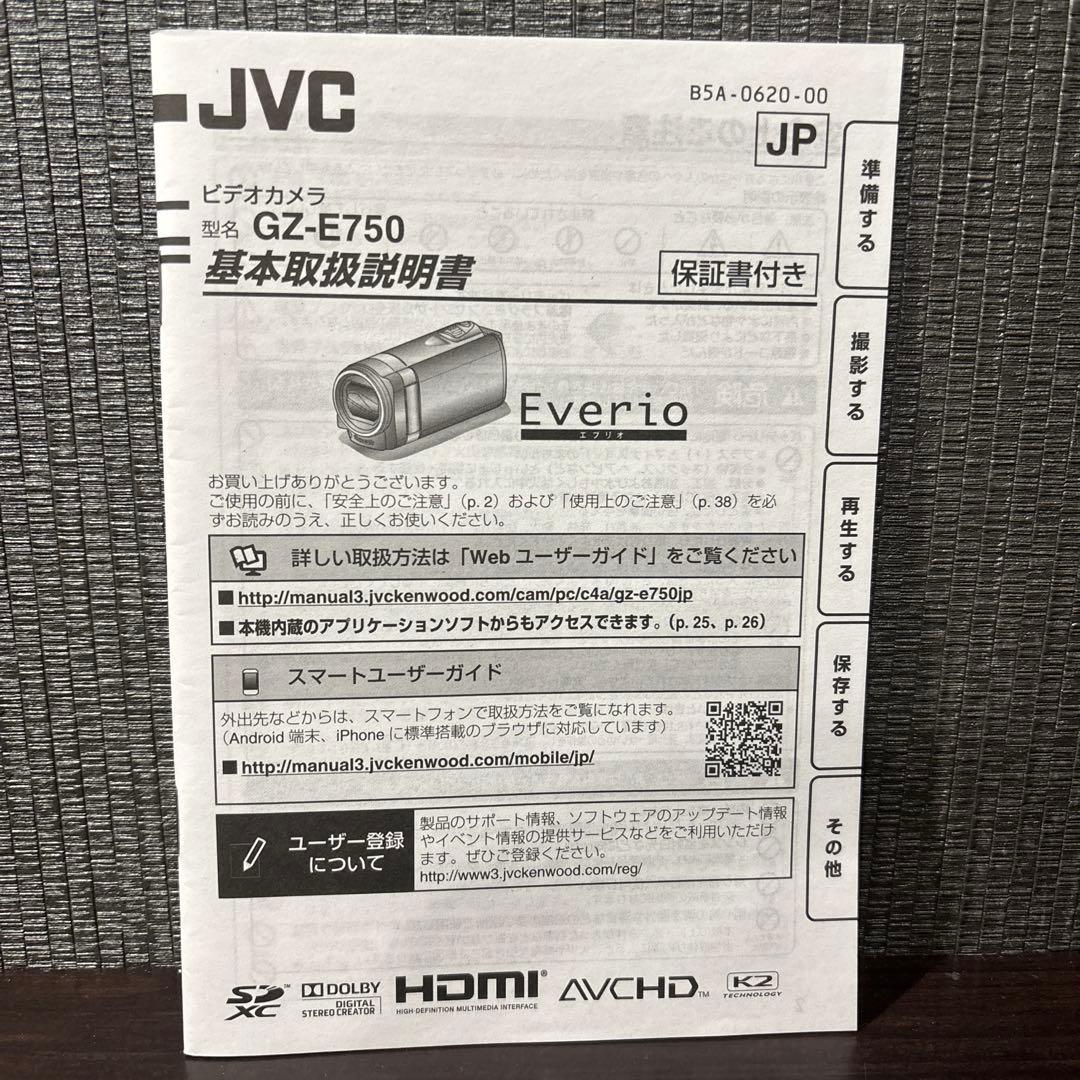 JVC
B5A-0620-00
JP
ビデオカメラ
型名 GZ-E750
基本取扱説明書
保証書付き
Everio
エブリオ
お買い上げありがとうございます。
ご使用の前に、「安全上のご注意」(p. 2) および「使用上のご注意」(p. 38) を必
ずお読みのうえ、正しくお使いください。
詳しい取扱方法は「Web ユーザーガイド」をご覧ください
■ http://manual3.jvckenwood.com/cam/pc/c4a/gz-e750jp
■ 本機内蔵のアプリケーションソフトからもアクセスできます。(p. 25、p. 26)
スマートユーザーガイド
外出先などからは、スマートフォンで取扱方法をご覧になれます。
(Android 端末、iPhone に標準搭載のブラウザに対応しています)
■ http://manual3.jvckenwood.com/mobile/jp/
ユーザー登録
について
製品のサポート情報、ソフトウェアのアップデート情報
やイベント情報の提供サービスなどをご利用いただけ
ます。ぜひご登録ください。
http://www3.jvckenwood.com/reg/
準備する
撮影する
再生する
保存する
その他
SD XC™
DOLBY
DIGITAL
STEREO CREATOR
HDMI®
HIGH-DEFINITION MULTIMEDIA INTERFACE
AVCHD™
K2
TECHNOLOGY